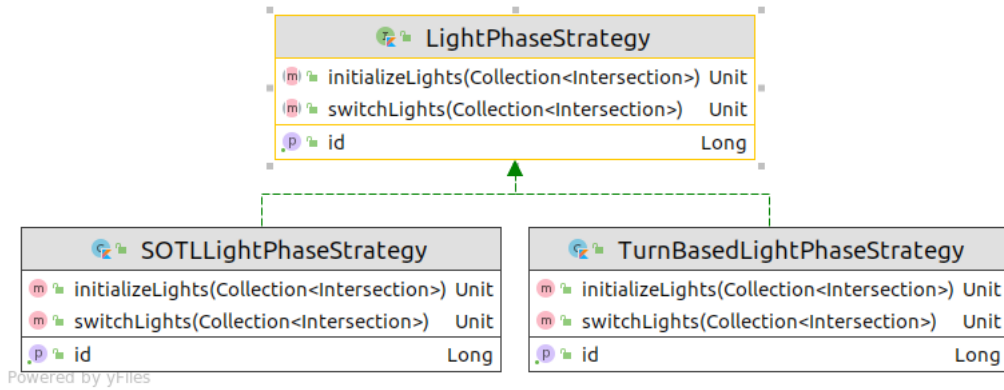 LightPhaseStrategy
initializeLights(Collection<Intersection>) Unit
switchLights(Collection<Intersection>) Unit
id Long
SOTLLightPhaseStrategy
initializeLights(Collection<Intersection>) Unit
switchLights(Collection<Intersection>) Unit
id Long
TurnBasedLightPhaseStrategy
initializeLights(Collection<Intersection>) Unit
switchLights(Collection<Intersection>) Unit
id Long
Powered by yFiles